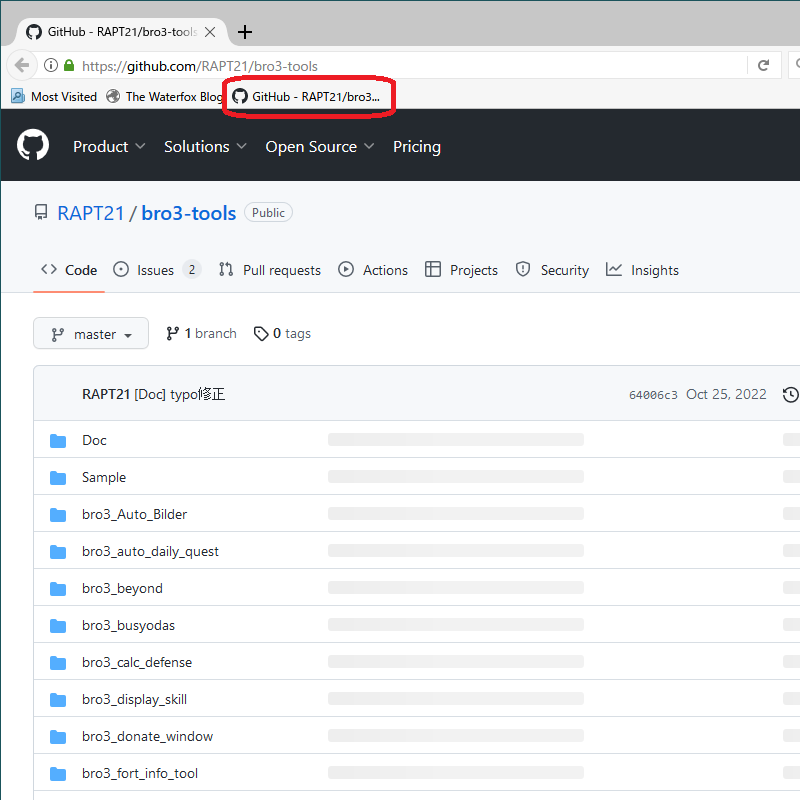 GitHub - RAPT21/bro3-tools
https://github.com/RAPT21/bro3-tools
Most Visited The Waterfox Blog GitHub - RAPT21/bro3...
Product Solutions Open Source Pricing
RAPT21 / bro3-tools Public
Code Issues 2 Pull requests Actions Projects Security Insights
master 1 branch 0 tags
RAPT21 [Doc] typo修正 64006c3 Oct 25, 2022
Doc
Sample
bro3_Auto_Bilder
bro3_auto_daily_quest
bro3_beyond
bro3_busyodas
bro3_calc_defense
bro3_display_skill
bro3_donate_window
bro3_fort_info_tool